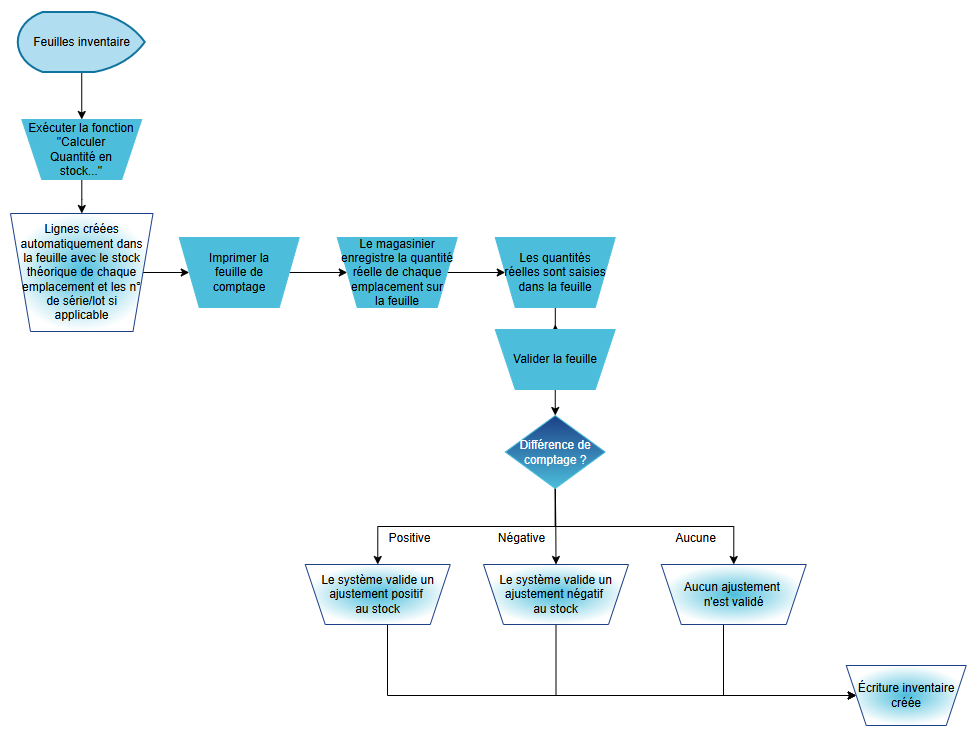 Feuilles inventaire
Exécuter la fonction
"Calculer
Quantité en
stock..."
Lignes créées
automatiquement dans
la feuille avec le stock
théorique de chaque
emplacement et les n°
de série/lot si
applicable
Imprimer la
feuille de
comptage
Le magasinier
enregistre la quantité
réelle de chaque
emplacement sur
la feuille
Les quantités
réelles sont saisies
dans la feuille
Valider la feuille
Différence de
comptage ?
Positive
Négative
Aucune
Le système valide un
ajustement positif
au stock
Le système valide un
ajustement négatif
au stock
Aucun ajustement
n'est validé
Écriture inventaire
créée